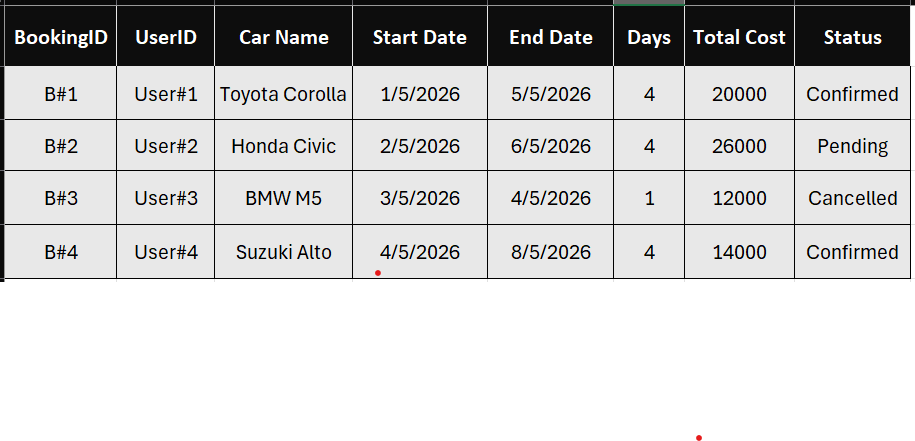 BookingID UserID Car Name Start Date End Date Days Total Cost Status
B#1 User#1 Toyota Corolla 1/5/2026 5/5/2026 4 20000 Confirmed
B#2 User#2 Honda Civic 2/5/2026 6/5/2026 4 26000 Pending
B#3 User#3 BMW M5 3/5/2026 4/5/2026 1 12000 Cancelled
B#4 User#4 Suzuki Alto 4/5/2026 8/5/2026 4 14000 Confirmed